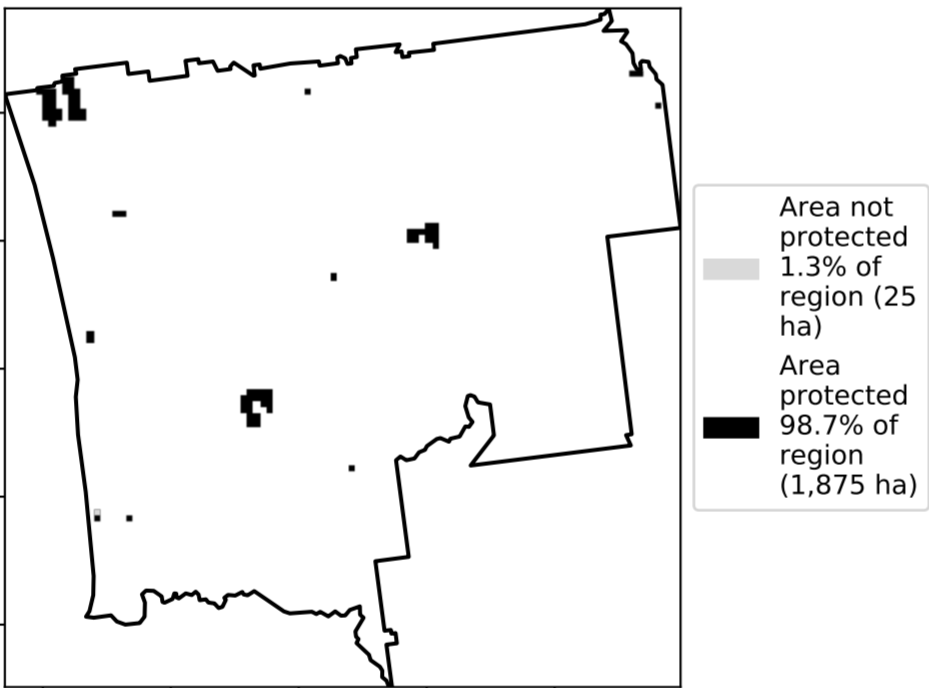 Area not
protected
1.3% of
region (25
ha)
Area
protected
98.7% of
region
(1,875 ha)